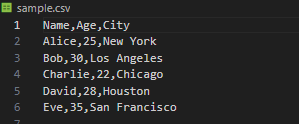 sample.csv
1 Name,Age,City
2 Alice,25,New York
3 Bob,30,Los Angeles
4 Charlie,22,Chicago
5 David,28,Houston
6 Eve,35,San Francisco
7